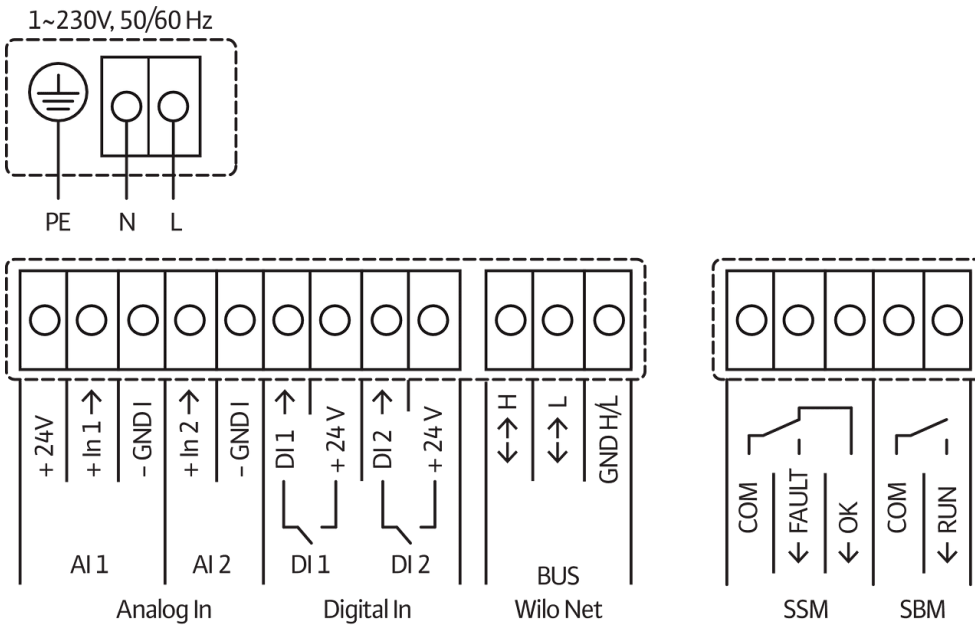 1~230V, 50/60 Hz
PE N L
+ 24V
+ In 1 →
- GND I
+ In 2 →
- GND I
DI 1 →
+ 24 V
DI 2 →
+ 24 V
↔ H
↔ L
GND H/L
COM
← FAULT
← OK
COM
← RUN
AI 1 AI 2 DI 1 DI 2
BUS
Analog In Digital In Wilo Net SSM SBM